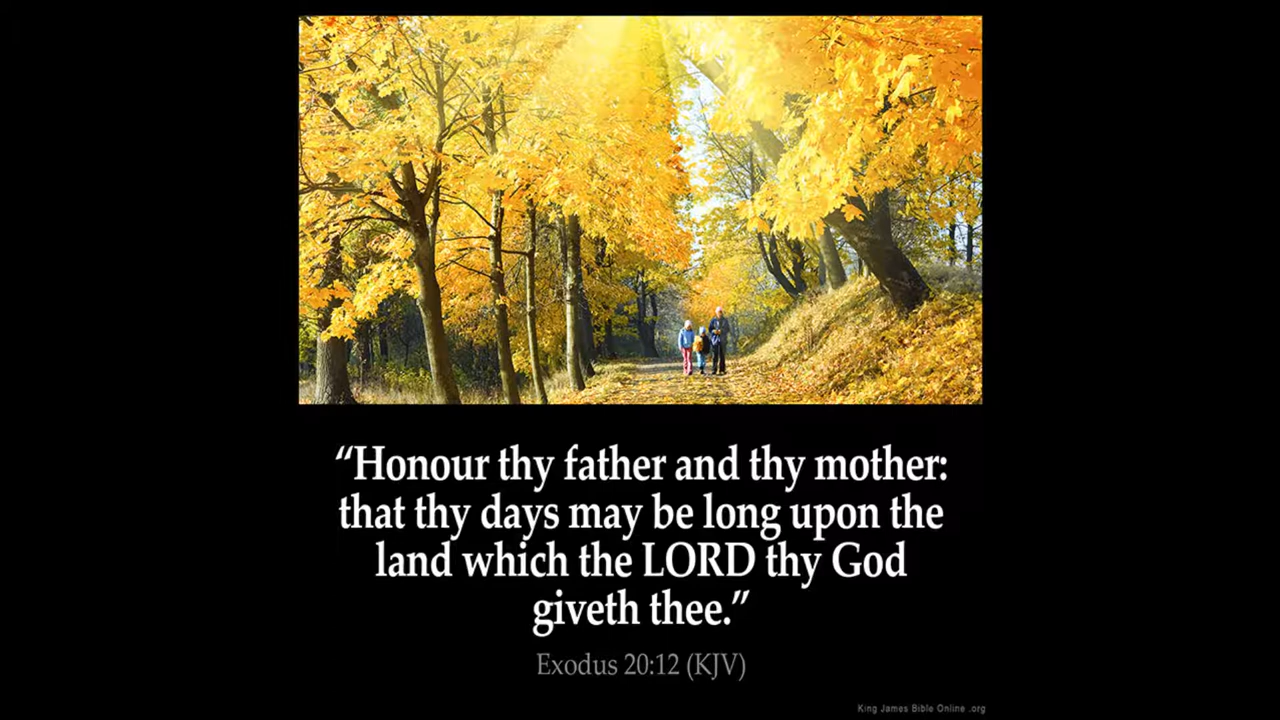 “Honour thy father and thy mother:
that thy days may be long upon the
land which the LORD thy God
giveth thee.”
Exodus 20:12 (KJV)
King James Bible Online .org